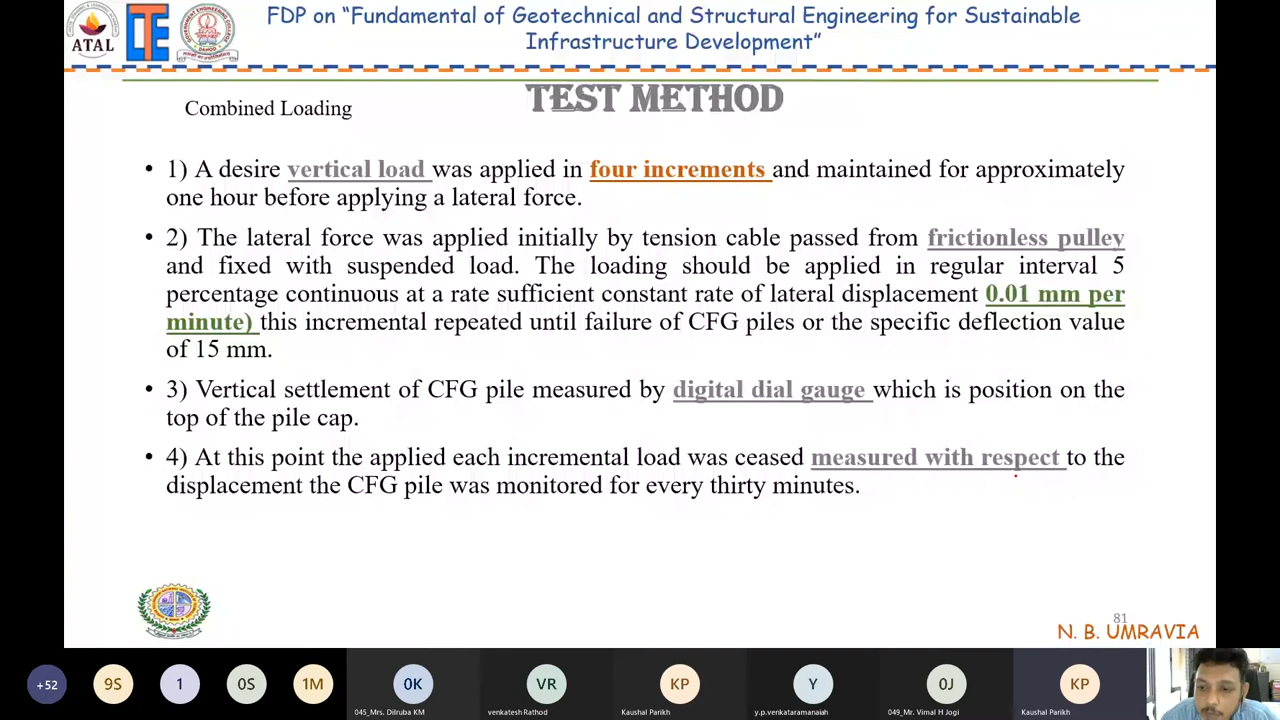 FDP on “Fundamental of Geotechnical and Structural Engineering for Sustainable
Infrastructure Development”
ATAL
LTE
Combined Loading
TEST METHOD
• 1) A desire vertical load was applied in four increments and maintained for approximately
one hour before applying a lateral force.
• 2) The lateral force was applied initially by tension cable passed from frictionless pulley
and fixed with suspended load. The loading should be applied in regular interval 5
percentage continuous at a rate sufficient constant rate of lateral displacement 0.01 mm per
minute) this incremental repeated until failure of CFG piles or the specific deflection value
of 15 mm.
• 3) Vertical settlement of CFG pile measured by digital dial gauge which is position on the
top of the pile cap.
• 4) At this point the applied each incremental load was ceased measured with respect to the
displacement the CFG pile was monitored for every thirty minutes.
81
N. B. UMRAVIA
+52
9S
1
0S
1M
0K
VR
KP
Y
0J
KP
045_Mrs. Dilruba KM
venkatesh Rathod
Kaushal Parikh
y.p.venkataramanaiah
049_Mr. Vimal H Jogi
Kaushal Parikh